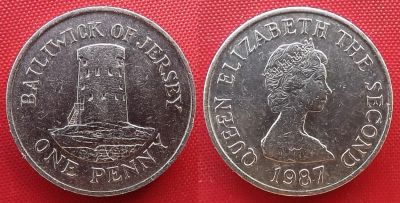 BAILIWICK OF JERSEY
ONE PENNY
QUEEN ELIZABETH THE SECOND
1987